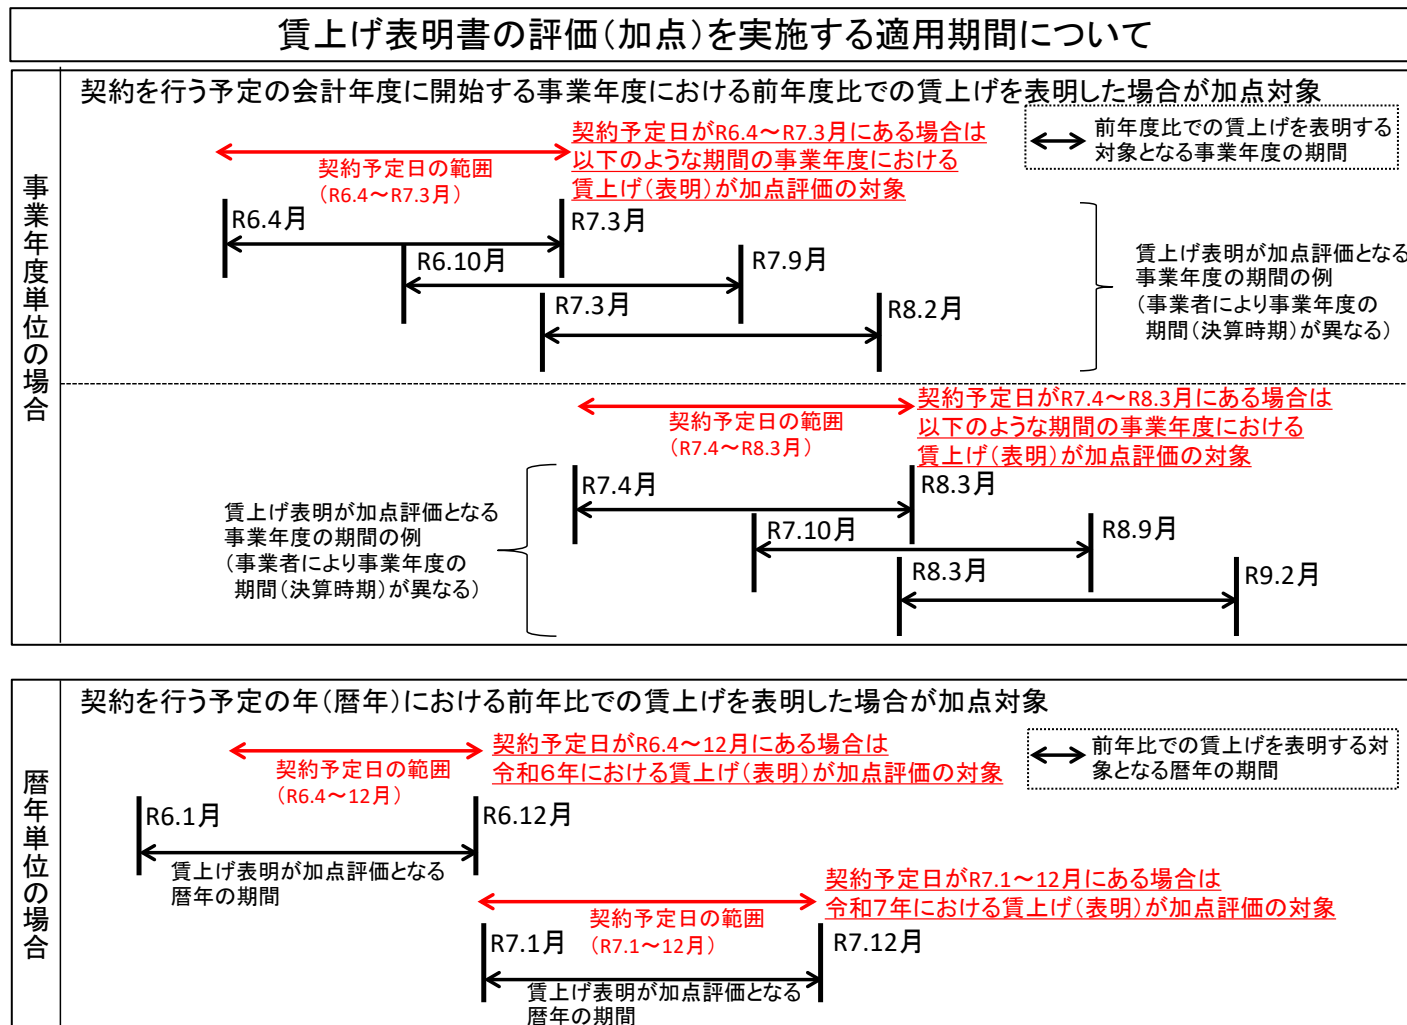 賃上げ表明書の評価（加点）を実施する適用期間について
事業年度単位の場合
契約を行う予定の会計年度に開始する事業年度における前年度比での賃上げを表明した場合が加点対象
前年度比での賃上げを表明する
対象となる事業年度の期間
契約予定日の範囲
（R6.4～R7.3月）
契約予定日がR6.4～R7.3月にある場合は
以下のような期間の事業年度における
賃上げ（表明）が加点評価の対象
R6.4月
R7.3月
R6.10月
R7.9月
R7.3月
R8.2月
賃上げ表明が加点評価となる
事業年度の期間の例
（事業者により事業年度の
期間（決算時期）が異なる）
契約予定日の範囲
（R7.4～R8.3月）
契約予定日がR7.4～R8.3月にある場合は
以下のような期間の事業年度における
賃上げ（表明）が加点評価の対象
R7.4月
R8.3月
R7.10月
R8.9月
R8.3月
R9.2月
賃上げ表明が加点評価となる
事業年度の期間の例
（事業者により事業年度の
期間（決算時期）が異なる）
暦年単位の場合
契約を行う予定の年（暦年）における前年比での賃上げを表明した場合が加点対象
前年比での賃上げを表明する対
象となる暦年の期間
契約予定日の範囲
（R6.4～12月）
契約予定日がR6.4～12月にある場合は
令和６年における賃上げ（表明）が加点評価の対象
R6.1月
R6.12月
賃上げ表明が加点評価となる
暦年の期間
契約予定日の範囲
（R7.1～12月）
契約予定日がR7.1～12月にある場合は
令和７年における賃上げ（表明）が加点評価の対象
R7.1月
R7.12月
賃上げ表明が加点評価となる
暦年の期間